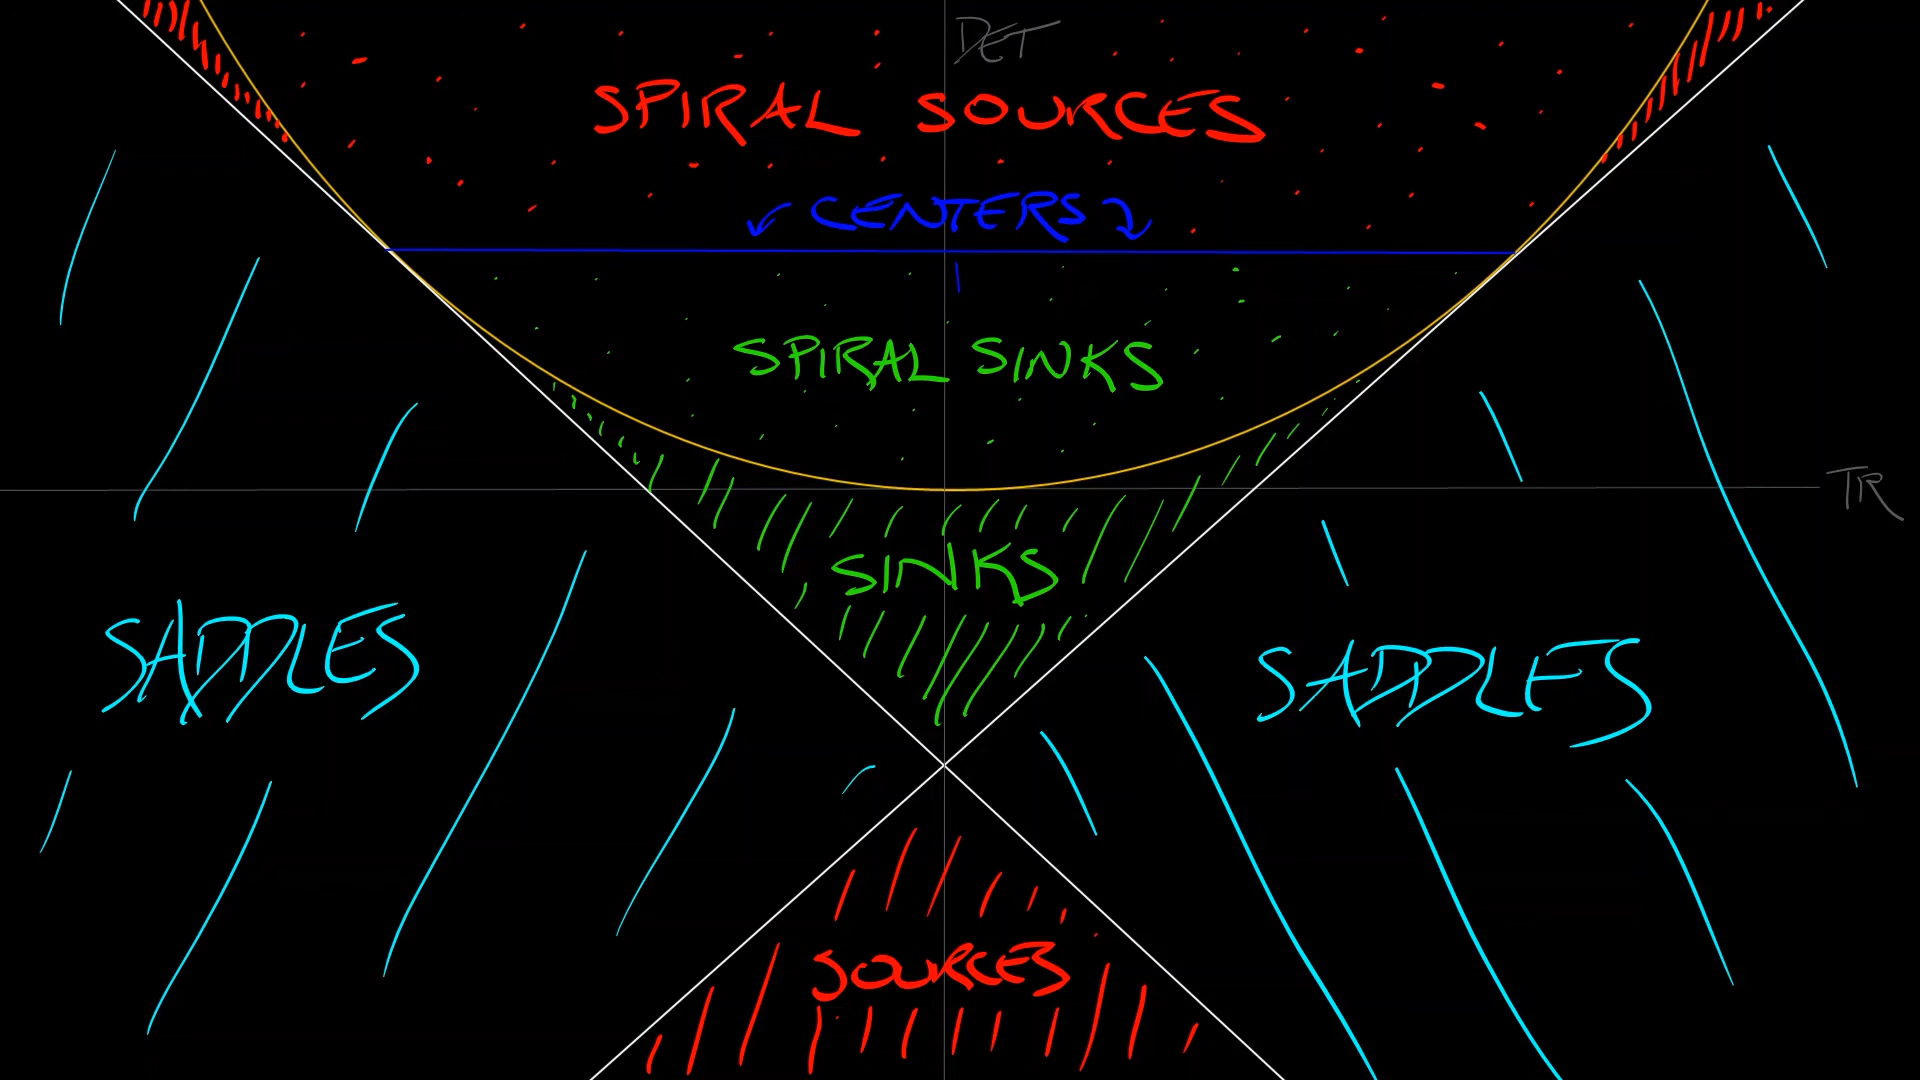 DET
SPIRAL SOURCES
CENTERS
SPIRAL SINKS
TR
SINKS
SADDLES
SADDLES
SOURCES